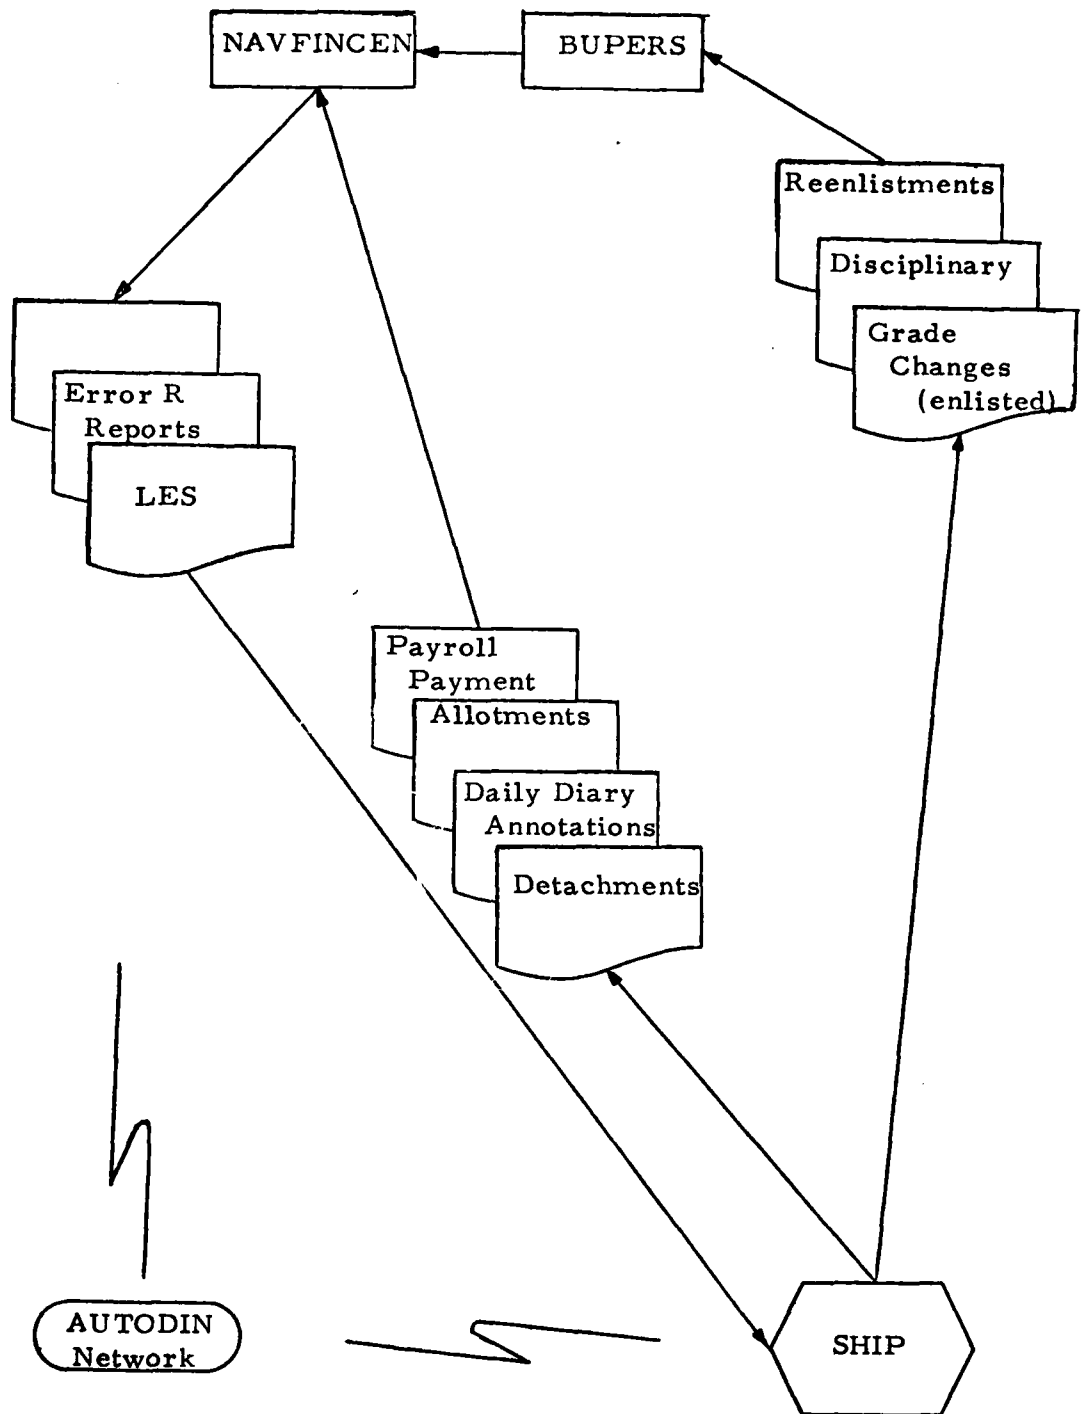 NAVFINCEN
BUPERS
Reenlistments
Disciplinary
Grade
Changes
(enlisted)
Error R
Reports
LES
Payroll
Payment
Allotments
Daily Diary
Annotations
Detachments
AUTODIN
Network
SHIP